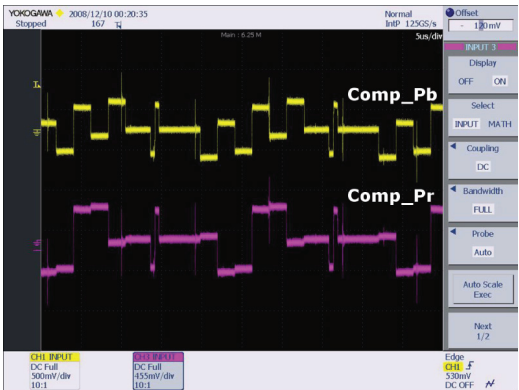 YOKOGAWA 2008/12/10 00:20:35
Stopped 167
Normal
IntP 125GS/s
Main : 6.25 M
5us/div
Comp_Pb
Comp_Pr
Offset
- 120mV
INPUT 3
Display
OFF ON
Select
INPUT MATH
Coupling
DC
Bandwidth
FULL
Probe
Auto
Auto Scale
Exec
Next
1/2
CH1 INPUT
DC Full
500mV/div
10:1
CH3 INPUT
DC Full
455mV/div
10:1
Edge
CH1
530mV
DC OFF